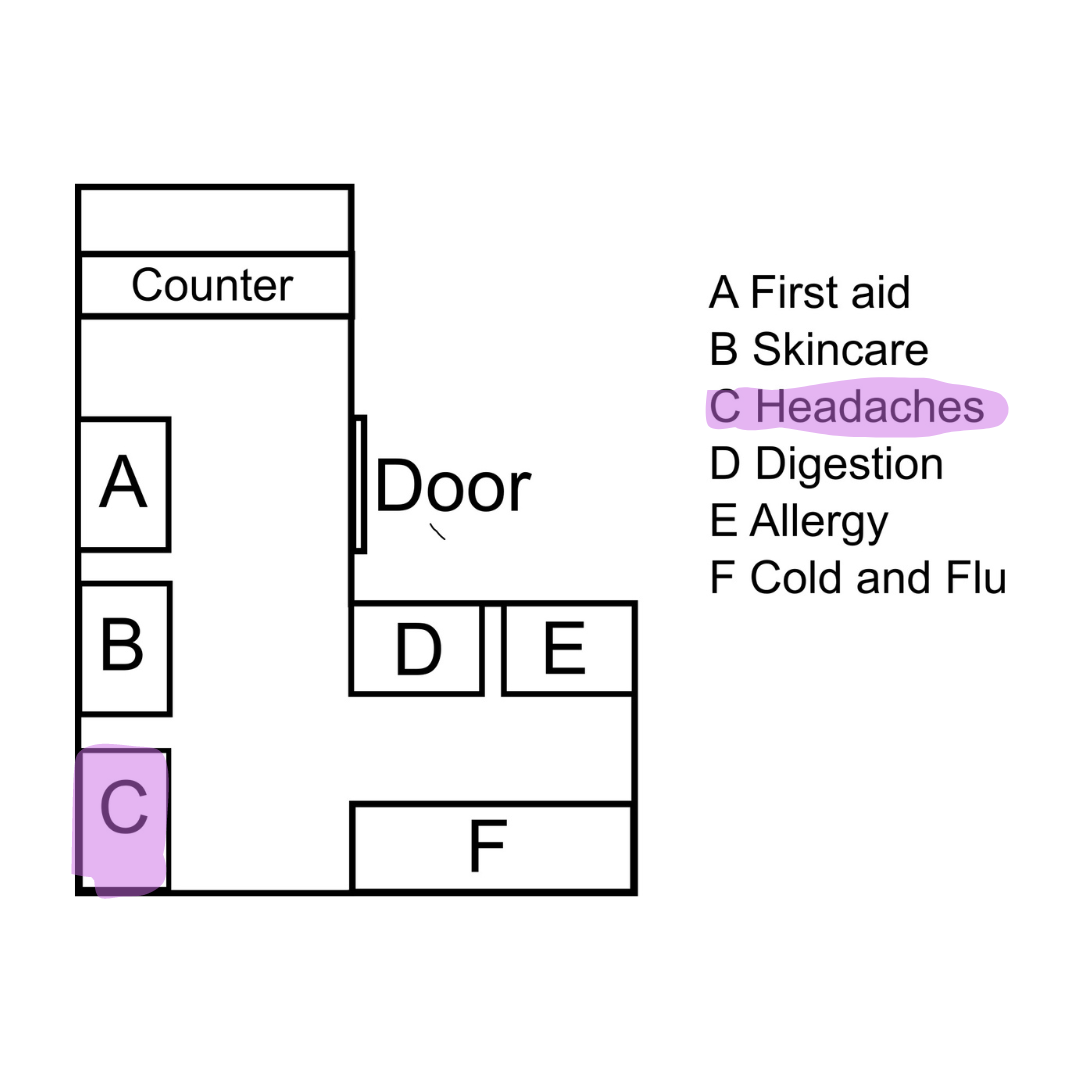 Counter
A
Door
B
D
E
C
F
A First aid
B Skincare
C Headaches
D Digestion
E Allergy
F Cold and Flu